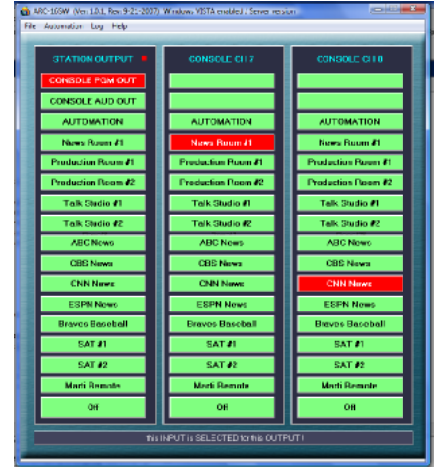 ARC-16SW (Ver: 1.0.1, Rev: 9-21-2007) Windows VISTA enabled / Server version
File Automation Log Help
STATION OUTPUT CONSOLE CH 7 CONSOLE CH 8
CONSOLE PGM OUT
CONSOLE AUD OUT
AUTOMATION AUTOMATION AUTOMATION
News Room #1 News Room #1 News Room #1
Production Room #1 Production Room #1 Production Room #1
Production Room #2 Production Room #2 Production Room #2
Talk Studio #1 Talk Studio #1 Talk Studio #1
Talk Studio #2 Talk Studio #2 Talk Studio #2
ABC News ABC News ABC News
CBS News CBS News CBS News
CNN News CNN News CNN News
ESPN News ESPN News ESPN News
Braves Baseball Braves Baseball Braves Baseball
SAT #1 SAT #1 SAT #1
SAT #2 SAT #2 SAT #2
Marti Remote Marti Remote Marti Remote
Off Off Off
this INPUT is SELECTED for this OUTPUT !